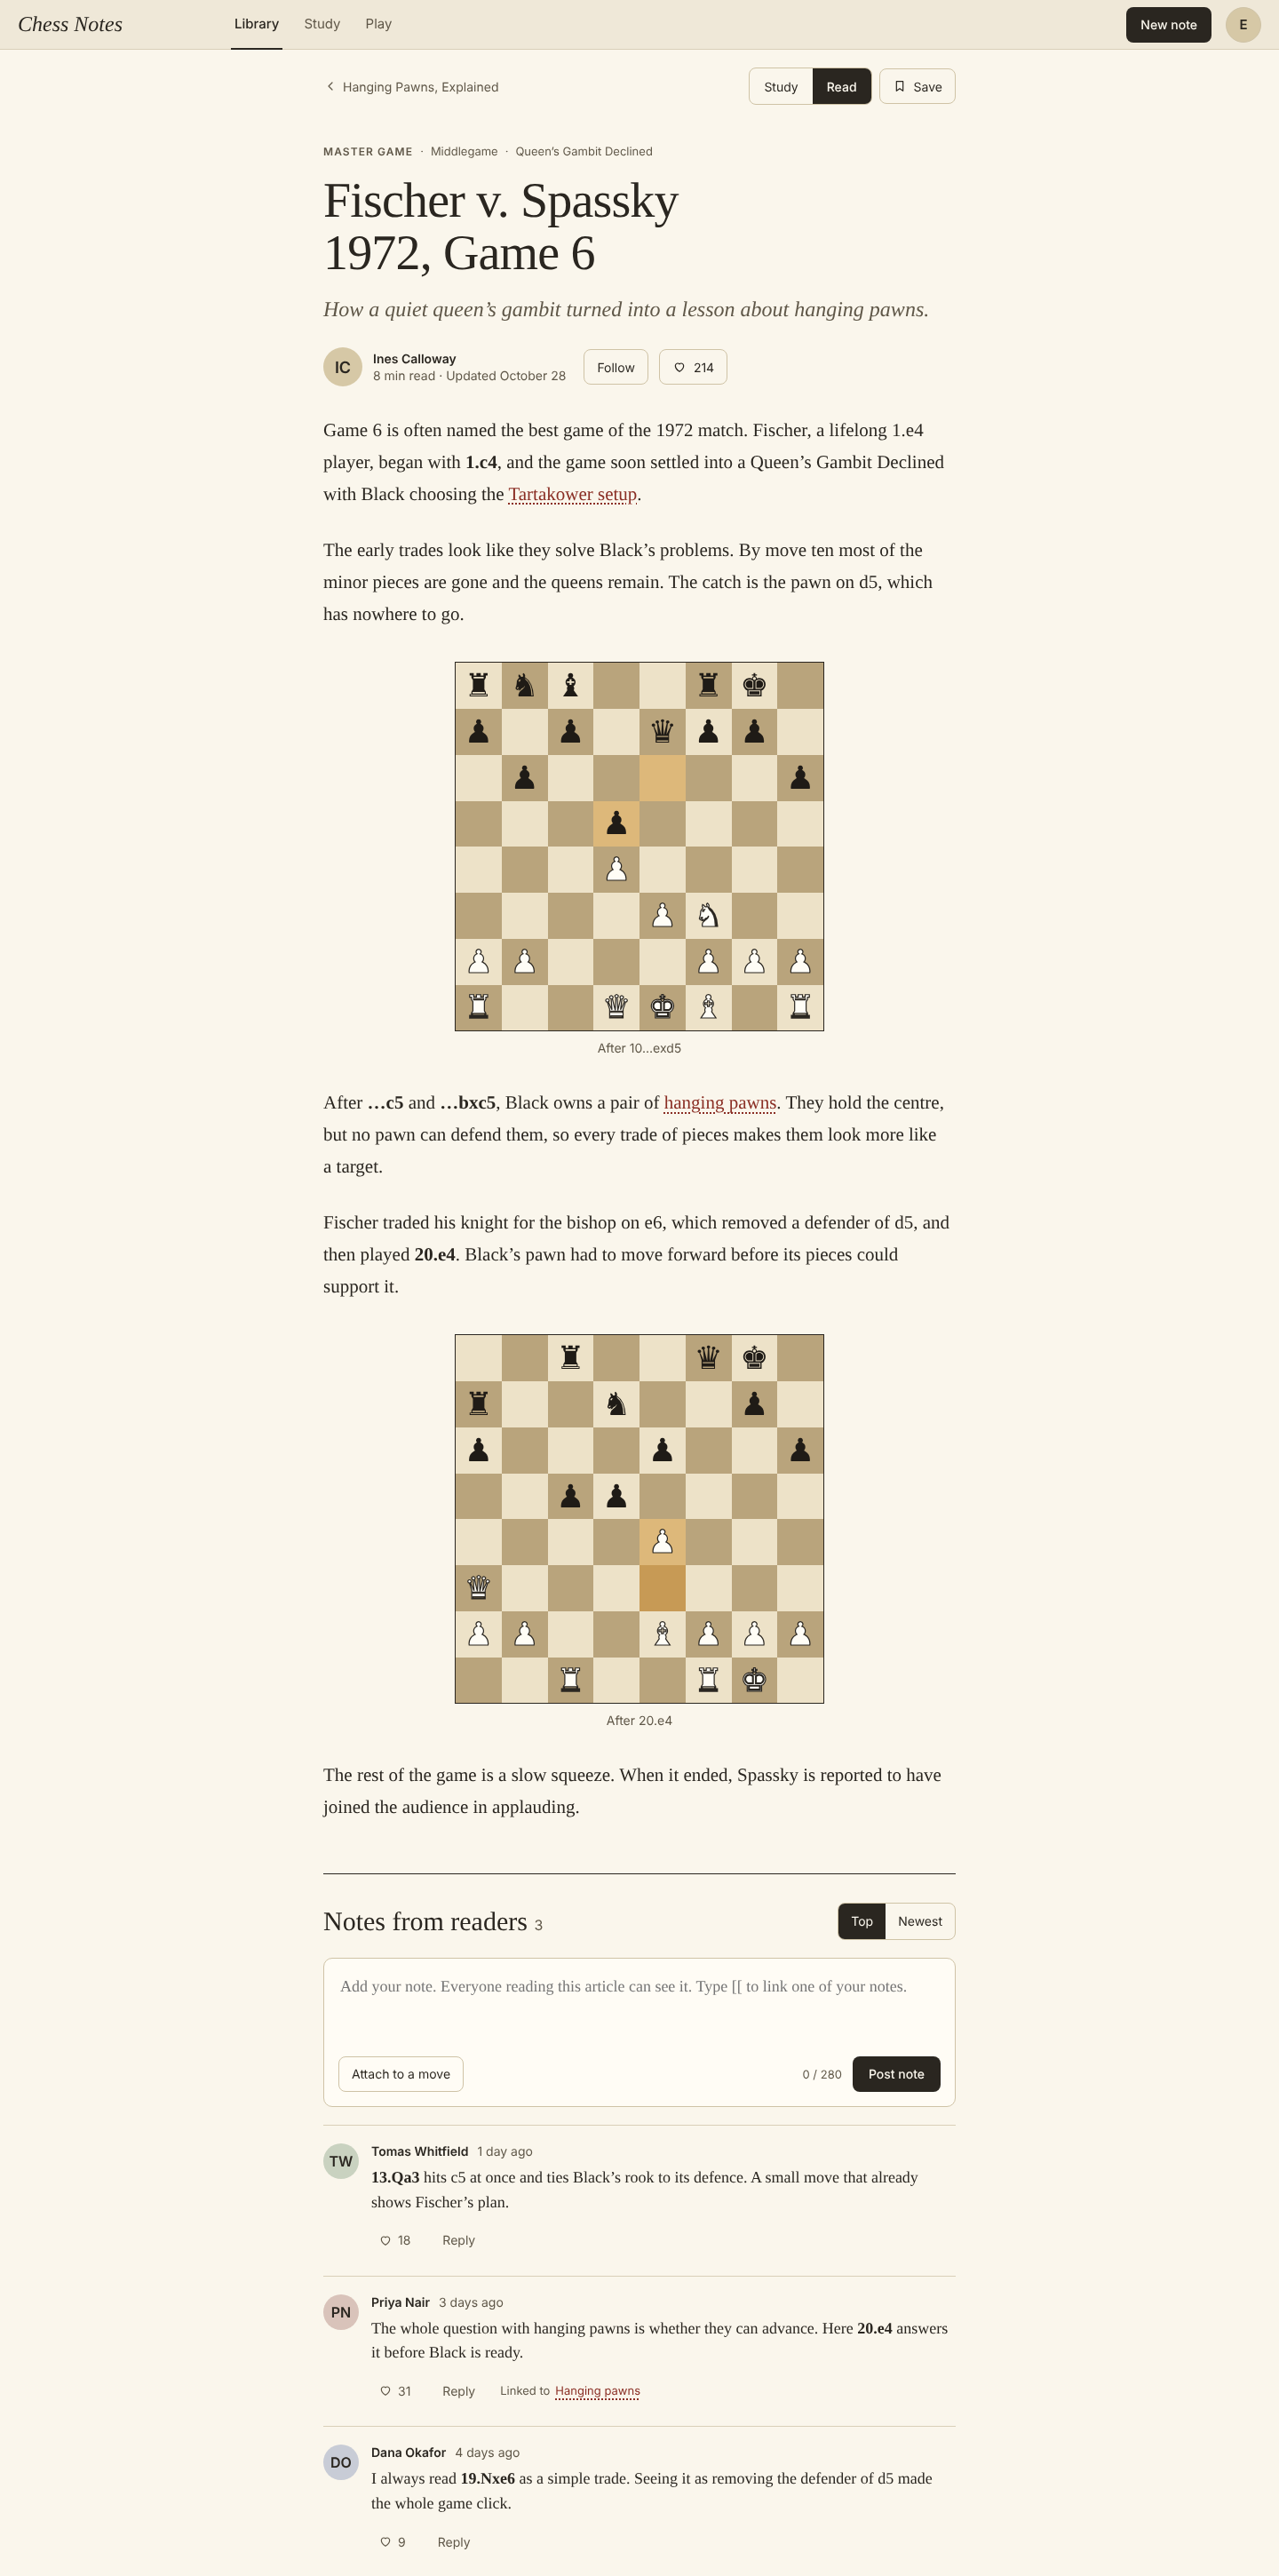 Chess Notes
Library Study Play
New note E
Hanging Pawns, Explained
Study Read Save
MASTER GAME · Middlegame · Queen’s Gambit Declined
Fischer v. Spassky
1972, Game 6
How a quiet queen’s gambit turned into a lesson about hanging pawns.
IC
Ines Calloway
8 min read · Updated October 28
Follow 214
Game 6 is often named the best game of the 1972 match. Fischer, a lifelong 1.e4
player, began with 1.c4, and the game soon settled into a Queen’s Gambit Declined
with Black choosing the Tartakower setup.
The early trades look like they solve Black’s problems. By move ten most of the
minor pieces are gone and the queens remain. The catch is the pawn on d5, which
has nowhere to go.
After 10…exd5
After …c5 and …bxc5, Black owns a pair of hanging pawns. They hold the centre,
but no pawn can defend them, so every trade of pieces makes them look more like
a target.
Fischer traded his knight for the bishop on e6, which removed a defender of d5, and
then played 20.e4. Black’s pawn had to move forward before its pieces could
support it.
After 20.e4
The rest of the game is a slow squeeze. When it ended, Spassky is reported to have
joined the audience in applauding.
Notes from readers 3
Top Newest
Add your note. Everyone reading this article can see it. Type [[ to link one of your notes.
Attach to a move 0 / 280 Post note
TW
Tomas Whitfield 1 day ago
13.Qa3 hits c5 at once and ties Black’s rook to its defence. A small move that already
shows Fischer’s plan.
18 Reply
PN
Priya Nair 3 days ago
The whole question with hanging pawns is whether they can advance. Here 20.e4 answers
it before Black is ready.
31 Reply Linked to Hanging pawns
DO
Dana Okafor 4 days ago
I always read 19.Nxe6 as a simple trade. Seeing it as removing the defender of d5 made
the whole game click.
9 Reply